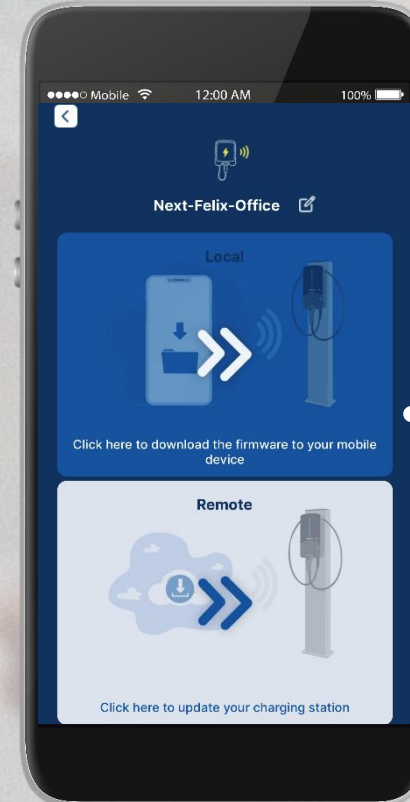 Mobile 12:00 AM 100%
Next-Felix-Office
Local
Click here to download the firmware to your mobile
device
Remote
Click here to update your charging station